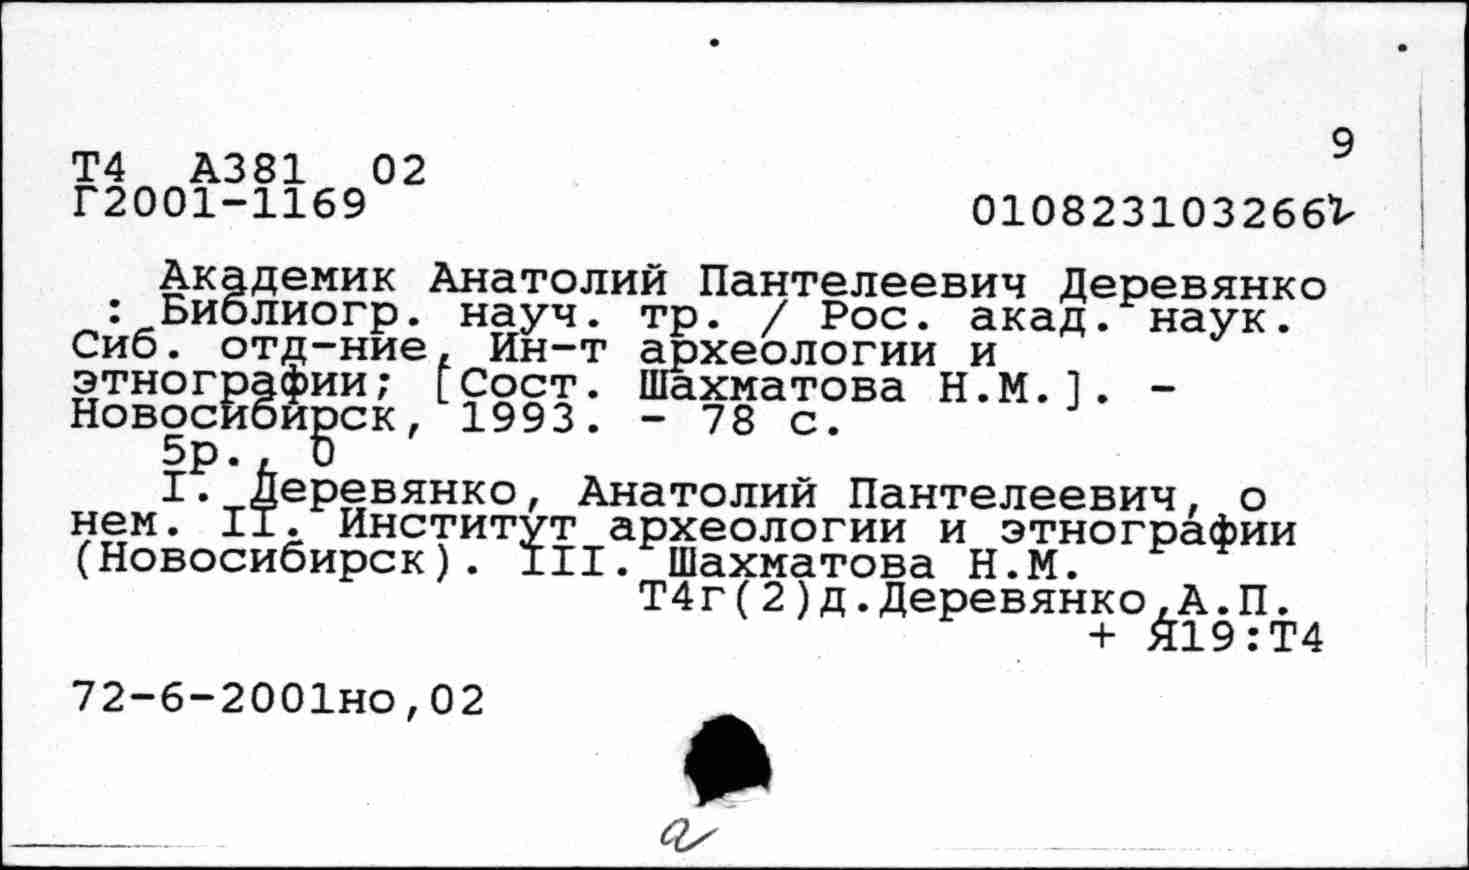 9
Т4 А381 02
Г2001-1169
010823103266
Академик Анатолий Пантелеевич Деревянко
: Библиогр. науч. тр. / Рос. акад. наук.
Сиб. отд-ние, Ин-т археологии и
этнографии; [Сост. Шахматова Н.М.]. -
Новосибирск, 1993. - 78 с.
5р., 0
I. Деревянко, Анатолий Пантелеевич, о
нем. II. Институт археологии и этнографии
(Новосибирск). III. Шахматова Н.М.
Т4г(2)д.Деревянко,А.П.
+ Я19:Т4
72-6-2001но,02